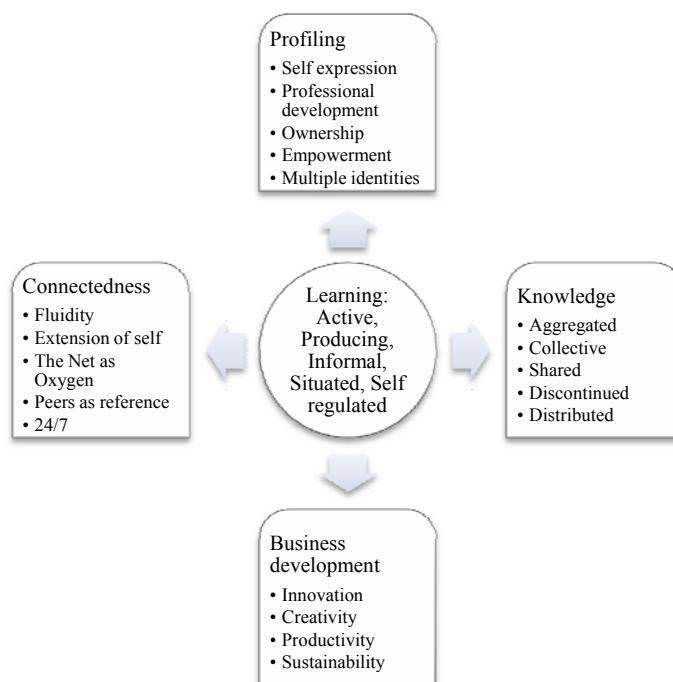 Profiling
• Self expression
• Professional
development
• Ownership
• Empowerment
• Multiple identities
Connectedness
• Fluidity
• Extension of self
• The Net as
Oxygen
• Peers as reference
• 24/7
Learning:
Active,
Producing,
Informal,
Situated, Self
regulated
Knowledge
• Aggregated
• Collective
• Shared
• Discontinued
• Distributed
Business
development
• Innovation
• Creativity
• Productivity
• Sustainability